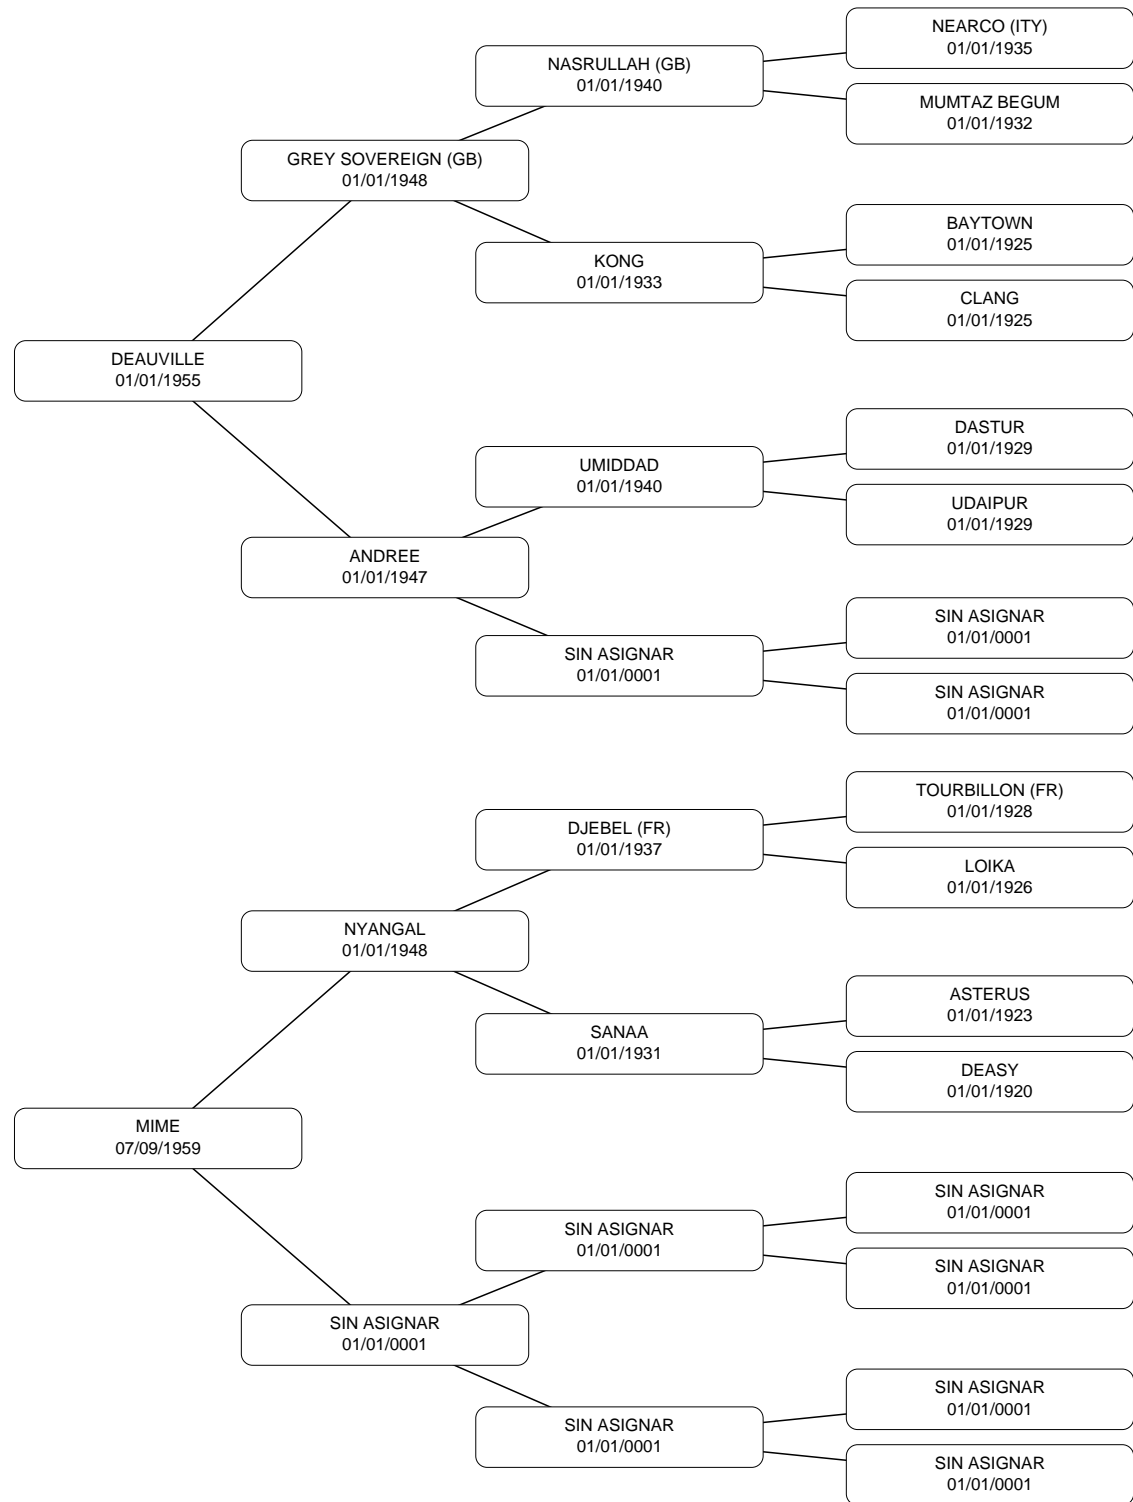 NEARCO (ITY)
01/01/1935
NASRULLAH (GB)
01/01/1940
MUMTAZ BEGUM
01/01/1932
GREY SOVEREIGN (GB)
01/01/1948
BAYTOWN
01/01/1925
KONG
01/01/1933
CLANG
01/01/1925
DEAUVILLE
01/01/1955
DASTUR
01/01/1929
UMIDDAD
01/01/1940
UDAIPUR
01/01/1929
ANDREE
01/01/1947
SIN ASIGNAR
01/01/0001
SIN ASIGNAR
01/01/0001
SIN ASIGNAR
01/01/0001
TOURBILLON (FR)
01/01/1928
DJEBEL (FR)
01/01/1937
LOIKA
01/01/1926
NYANGAL
01/01/1948
ASTERUS
01/01/1923
SANAA
01/01/1931
DEASY
01/01/1920
MIME
07/09/1959
SIN ASIGNAR
01/01/0001
SIN ASIGNAR
01/01/0001
SIN ASIGNAR
01/01/0001
SIN ASIGNAR
01/01/0001
SIN ASIGNAR
01/01/0001
SIN ASIGNAR
01/01/0001
SIN ASIGNAR
01/01/0001